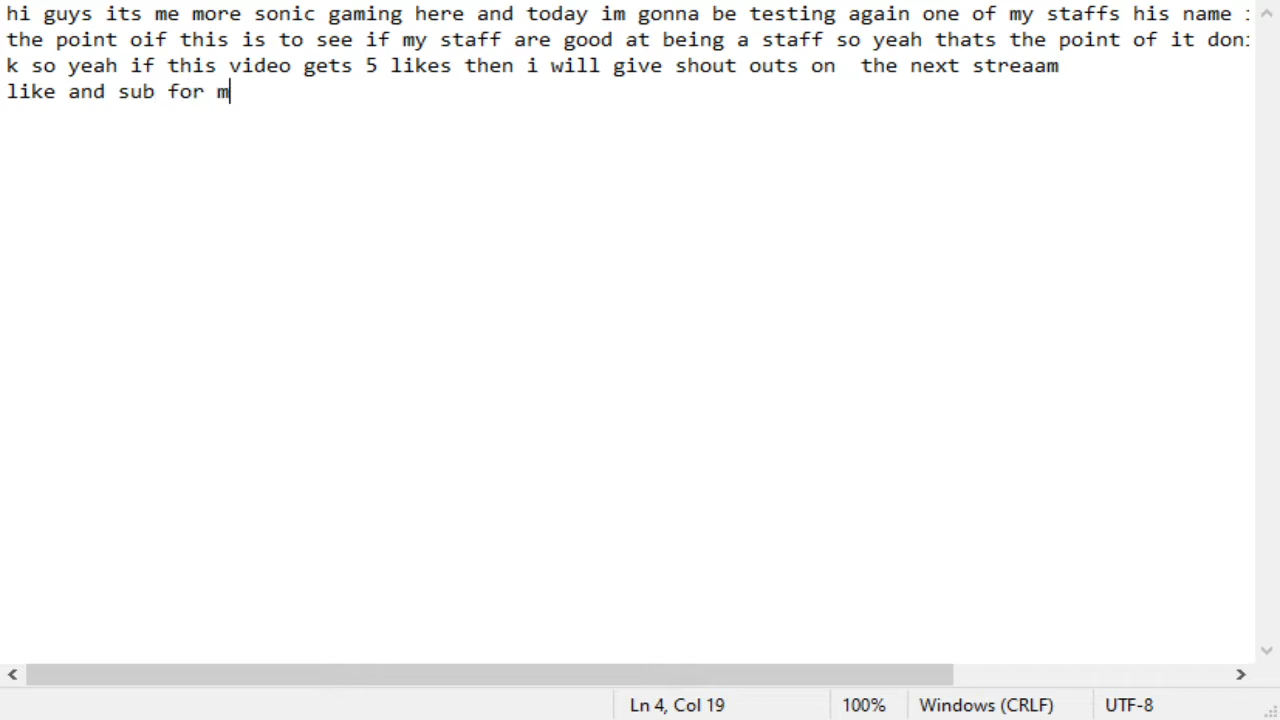 hi guys its me more sonic gaming here and today im gonna be testing again one of my staffs his name
the point oif this is to see if my staff are good at being a staff so yeah thats the point of it
k so yeah if this video gets 5 likes then i will give shout outs on  the next streaam
like and sub for m
Ln 4, Col 19
100%
Windows (CRLF)
UTF-8